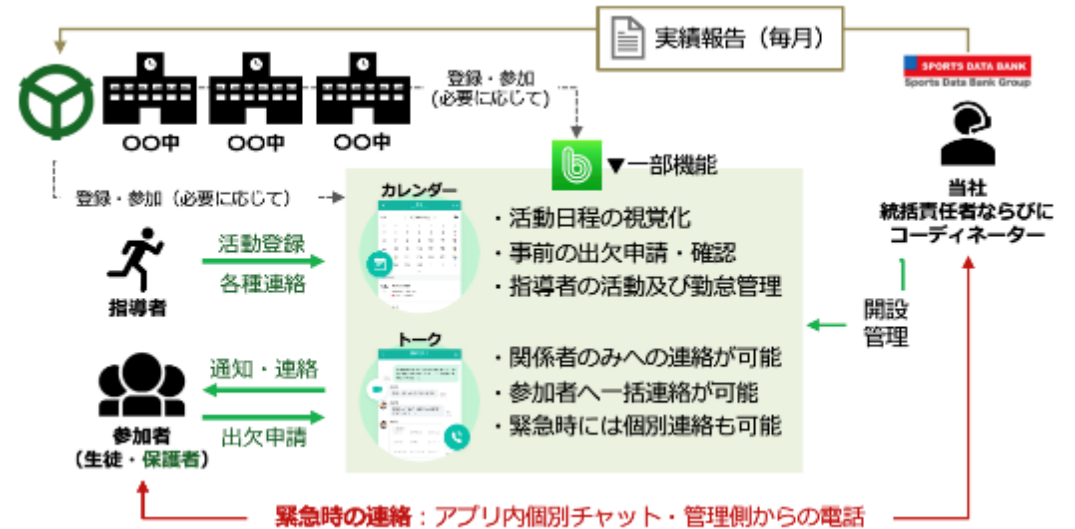 実績報告（毎月）
SPORTS DATA BANK
Sports Data Bank Group
〇〇中
〇〇中
〇〇中
登録・参加
(必要に応じて)
登録・参加（必要に応じて）
▼一部機能
当社
統括責任者ならびに
コーディネーター
カレンダー
・活動日程の視覚化
・事前の出欠申請・確認
・指導者の活動及び勤怠管理
指導者
活動登録
各種連絡
開設
管理
トーク
・関係者のみへの連絡が可能
・参加者へ一括連絡が可能
・緊急時には個別連絡も可能
通知・連絡
出欠申請
参加者
（生徒・保護者）
緊急時の連絡：アプリ内個別チャット・管理側からの電話